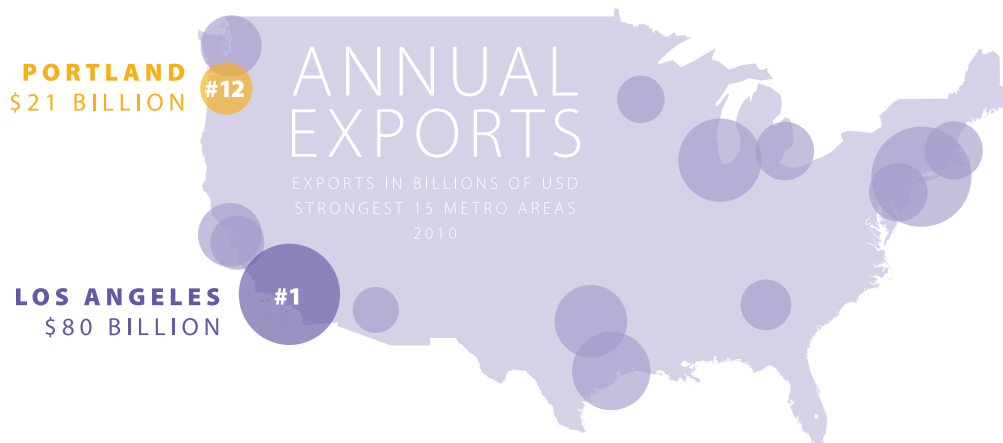 ANNUAL
EXPORTS
EXPORTS IN BILLIONS OF USD
STRONGEST 15 METRO AREAS
2010
PORTLAND
$21 BILLION
#12
LOS ANGELES
$80 BILLION
#1